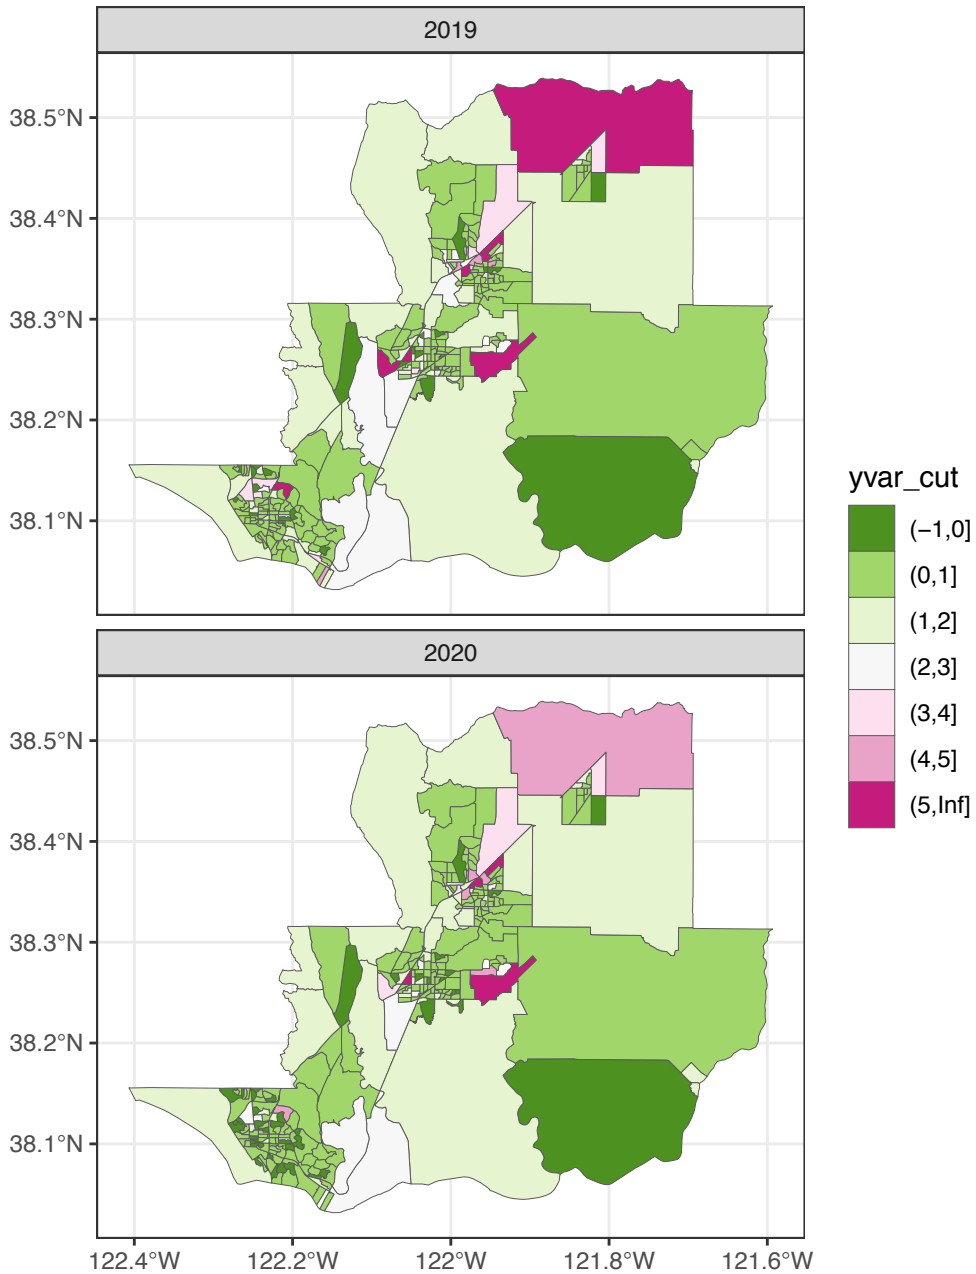 2019
38.5°N
38.4°N
38.3°N
38.2°N
38.1°N
2020
38.5°N
38.4°N
38.3°N
38.2°N
38.1°N
122.4°W 122.2°W 122°W 121.8°W 121.6°W
yvar_cut
(−1,0]
(0,1]
(1,2]
(2,3]
(3,4]
(4,5]
(5,Inf]